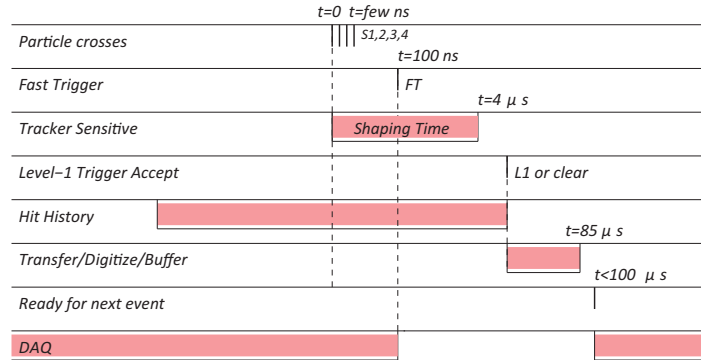 t=0 t=few ns
Particle crosses
S1,2,3,4
t=100 ns
Fast Trigger
FT
t=4 μ s
Tracker Sensitive
Shaping Time
Level−1 Trigger Accept
L1 or clear
Hit History
t=85 μ s
Transfer/Digitize/Buffer
t<100 μ s
Ready for next event
DAQ